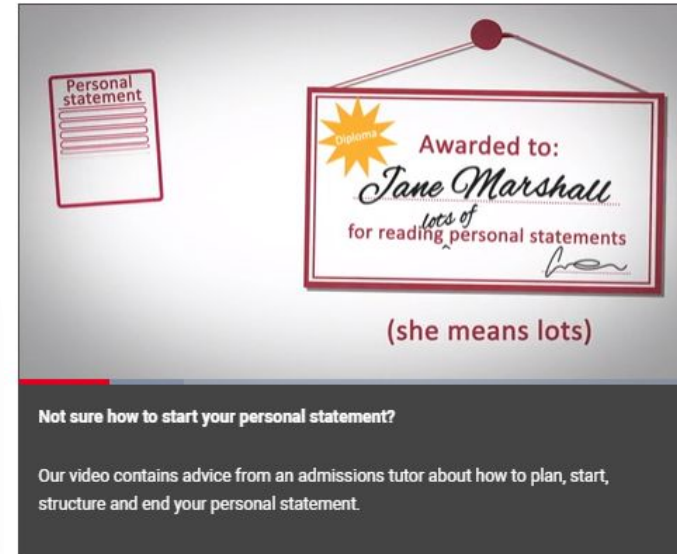 Personal
statement
Diploma
Awarded to:
Jane Marshall
lots of
for reading personal statements
(she means lots)
Not sure how to start your personal statement?
Our video contains advice from an admissions tutor about how to plan, start,
structure and end your personal statement.